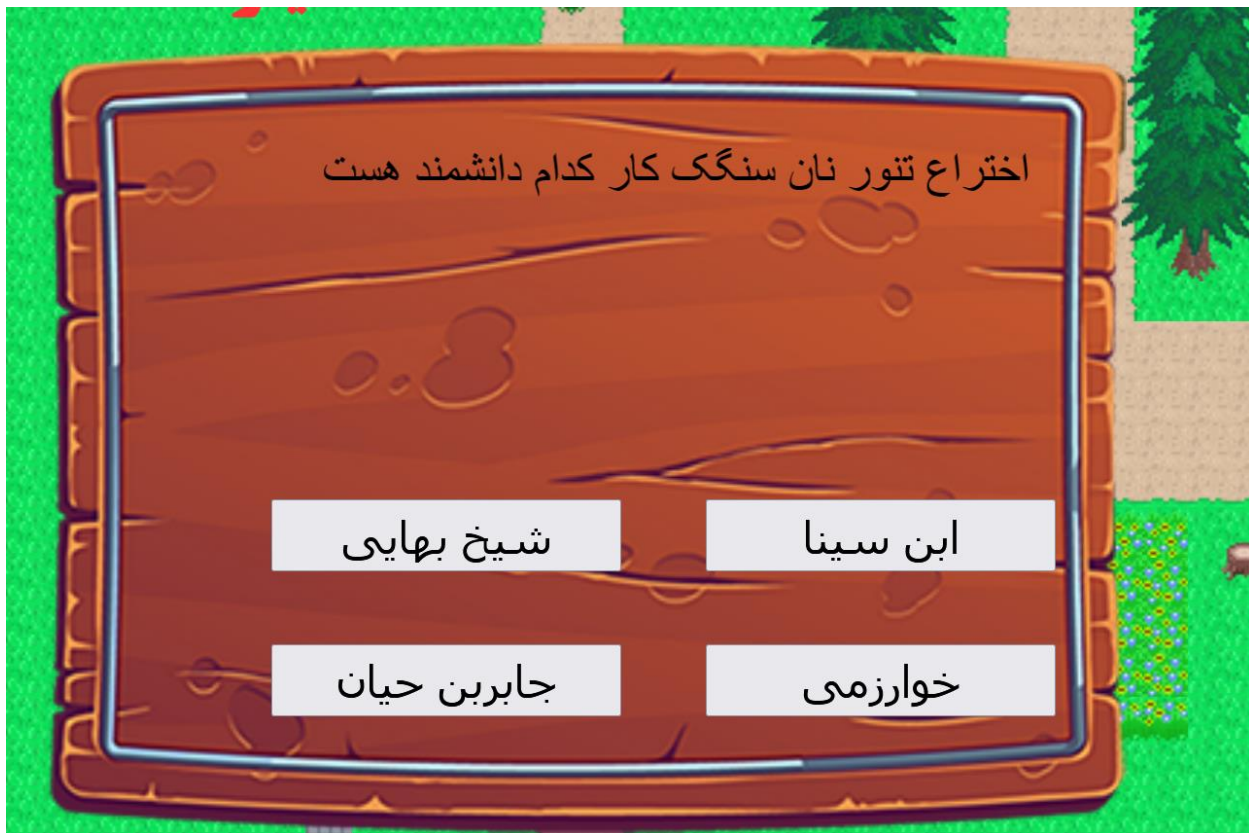 اختراع تنور نان سنگک کار کدام دانشمند هست
ابن سینا
شیخ بهایی
خوارزمی
جابربن حیان